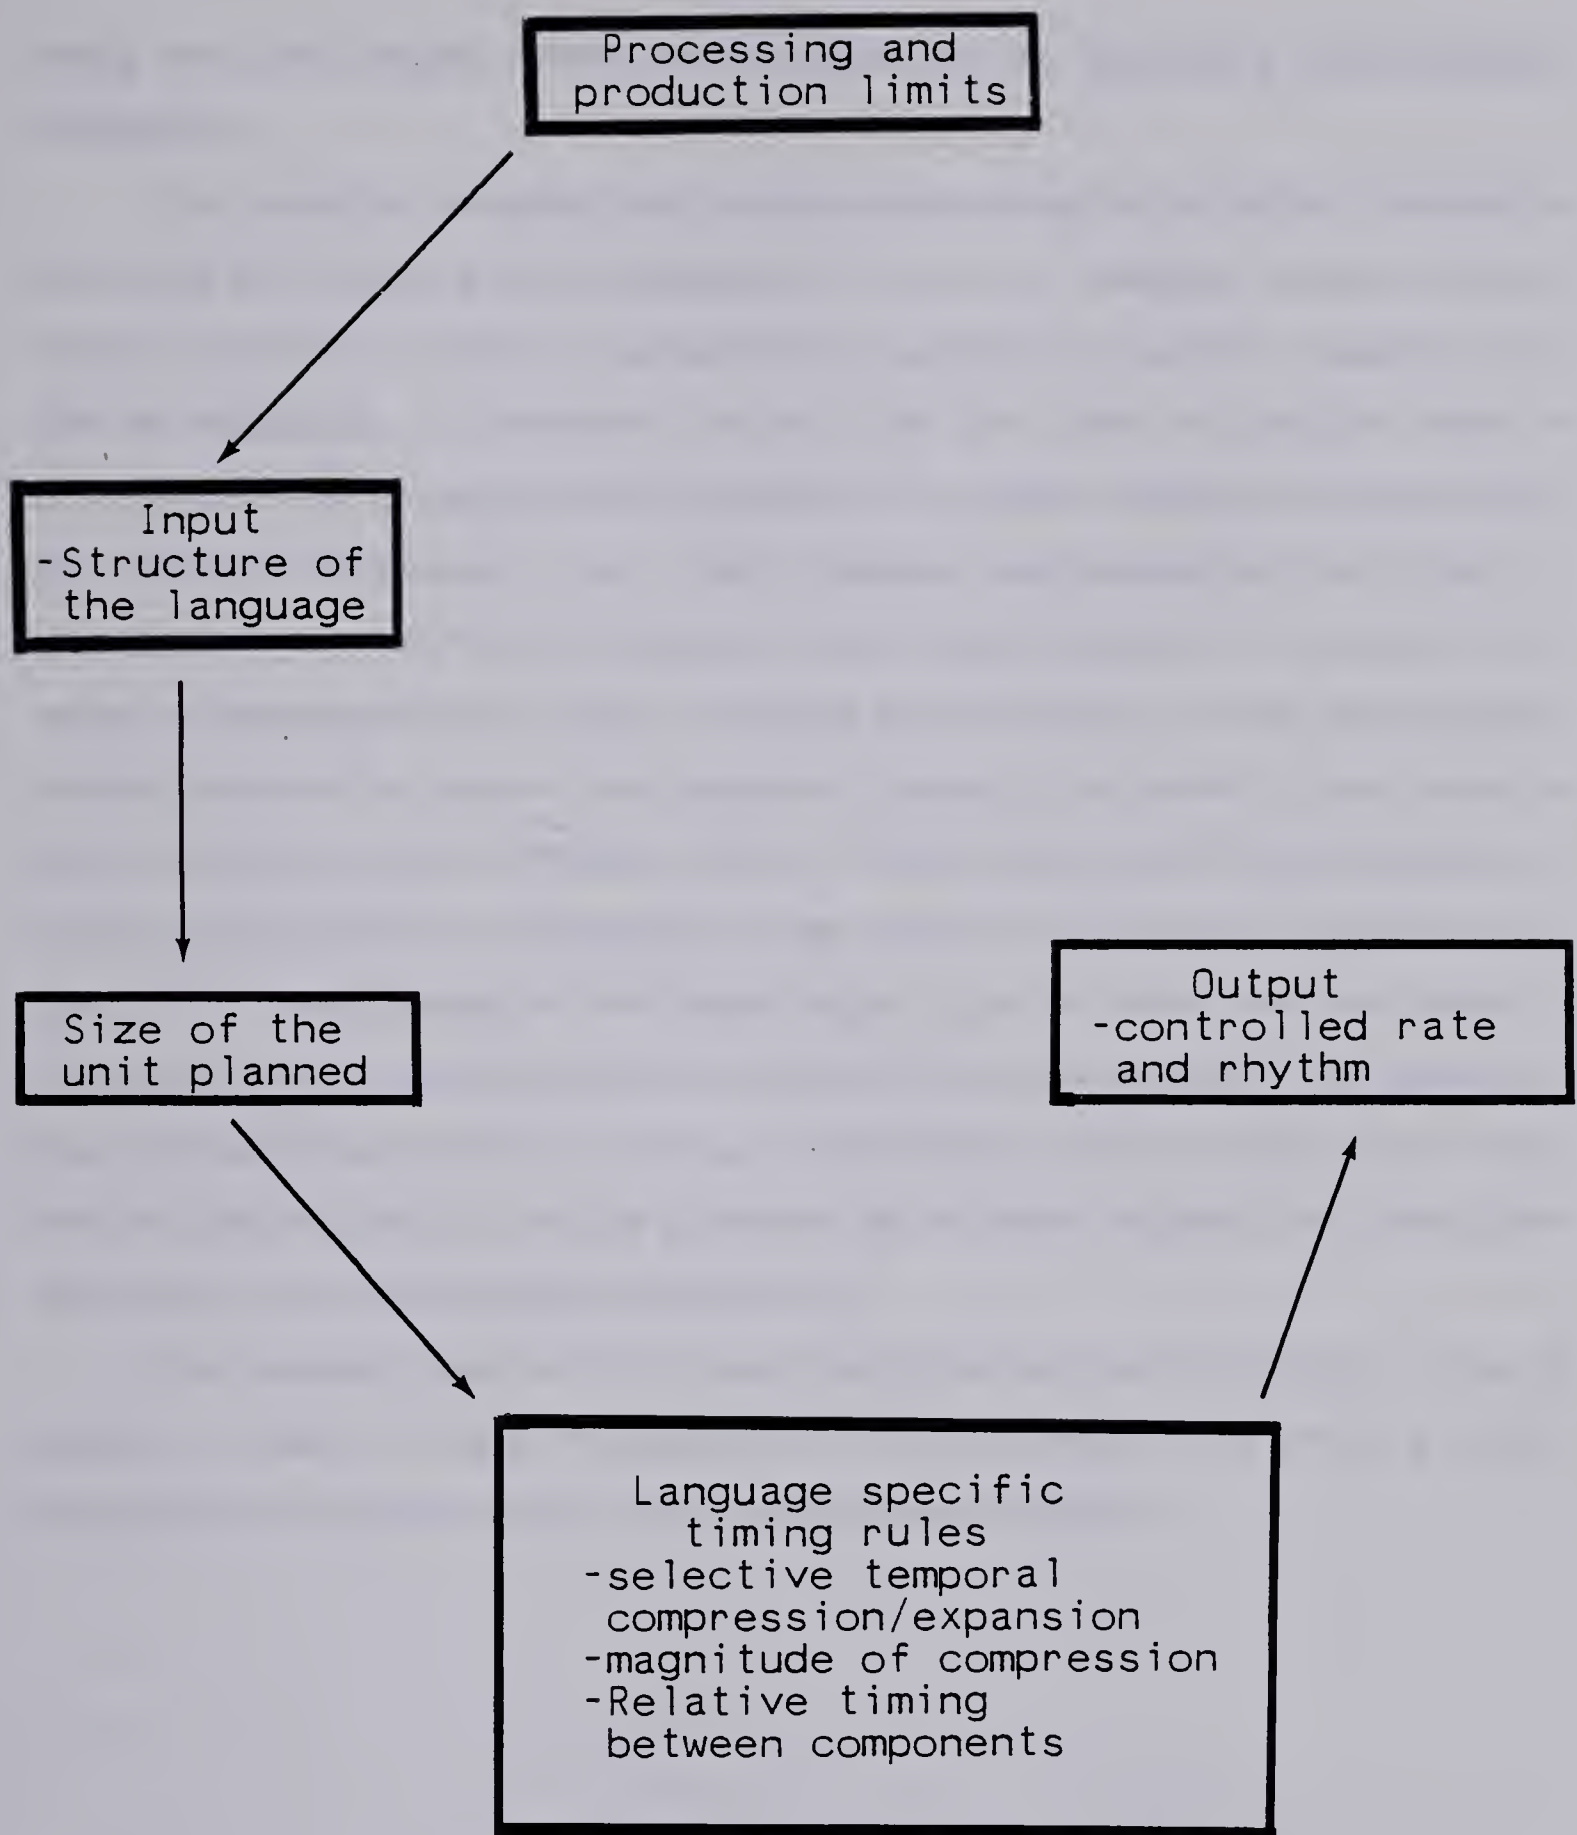 Processing and
production limits
Input
-Structure of
the language
Size of the
unit planned
Output
-controlled rate
and rhythm
Language specific
timing rules
-selective temporal
compression/expansion
-magnitude of compression
-Relative timing
between components